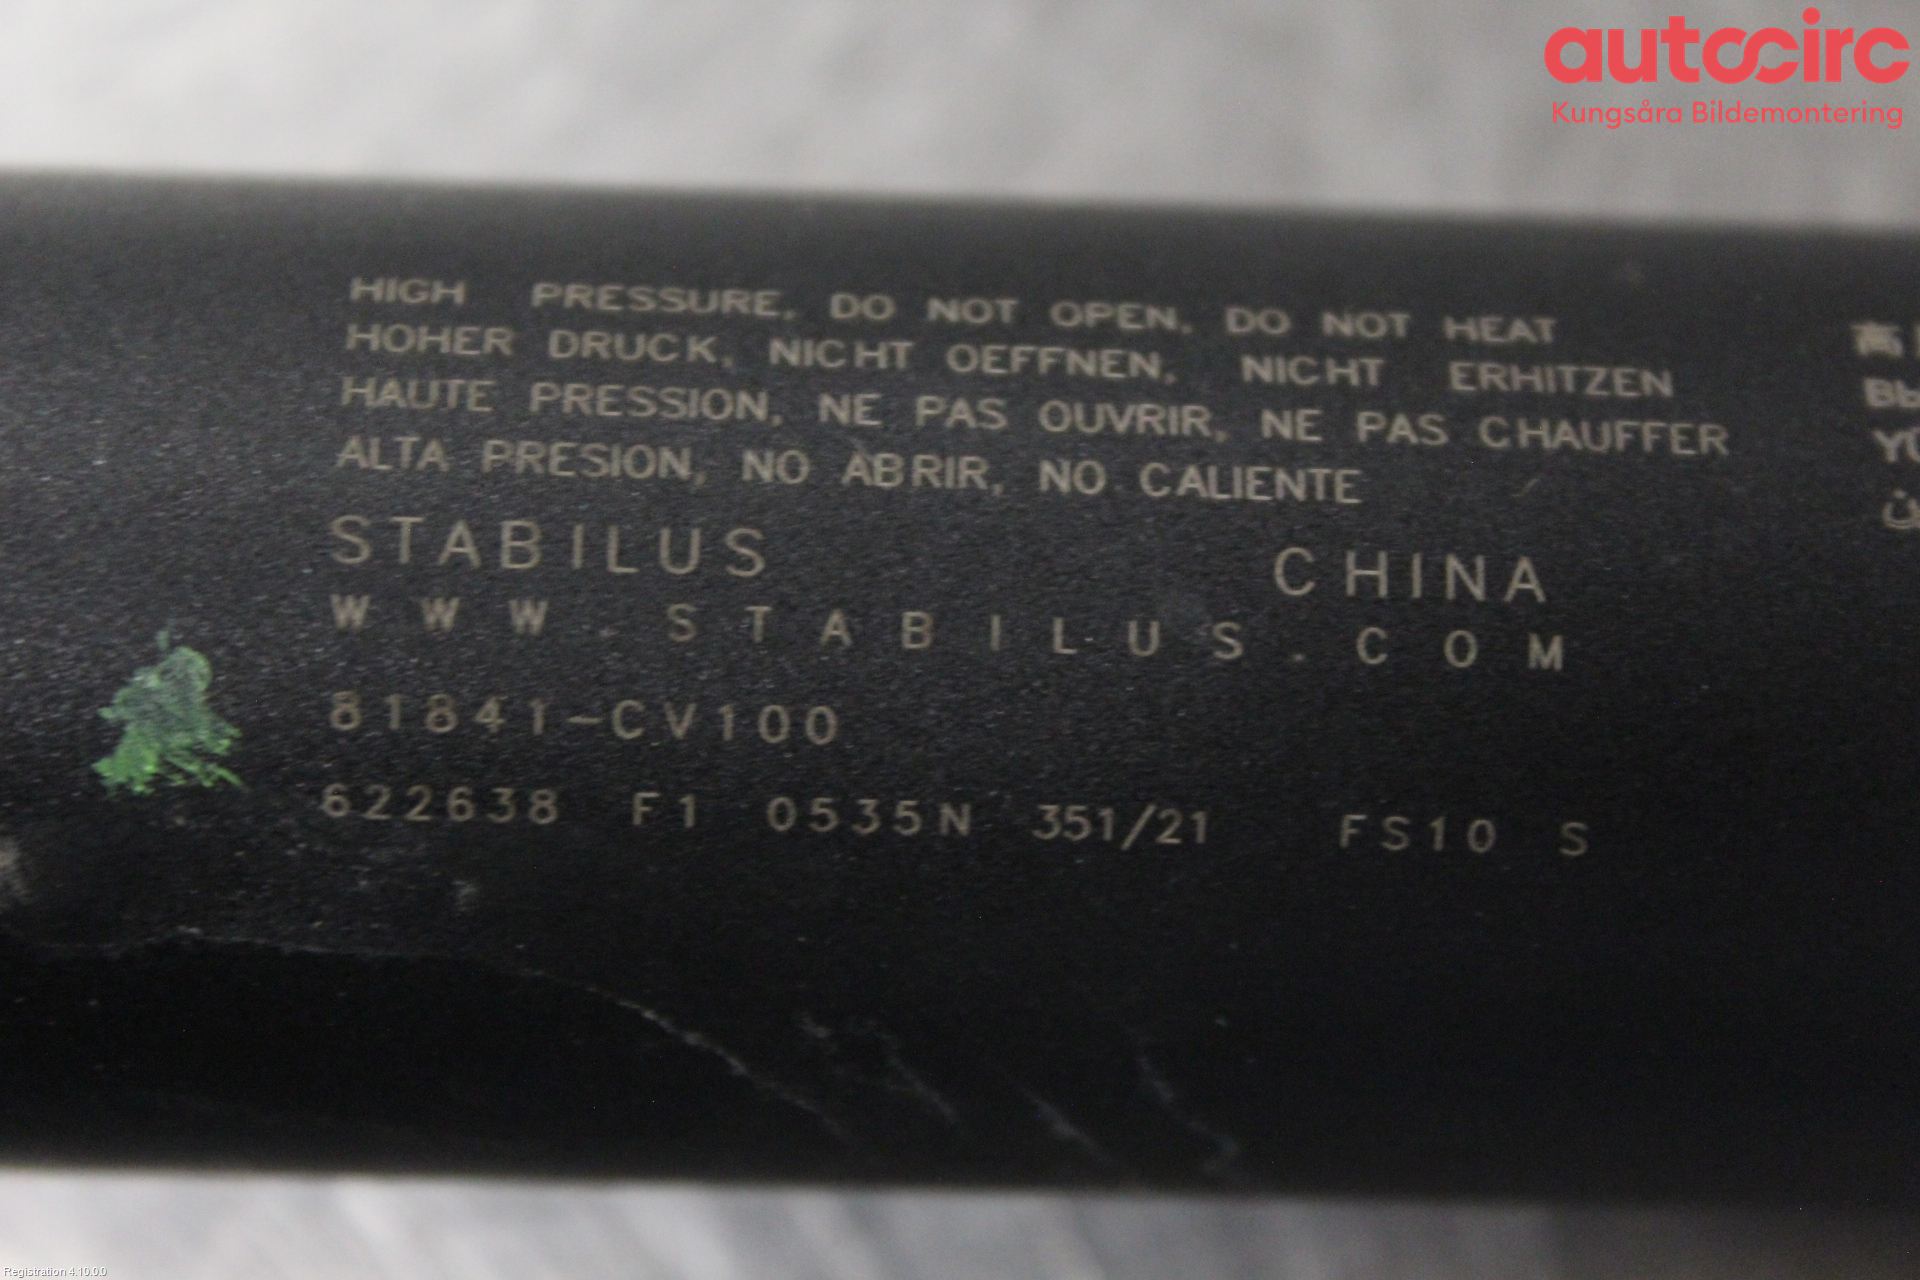 autocirc
Kungsåra Bildemontering
HIGH PRESSURE, DO NOT OPEN, DO NOT HEAT
HOHER DRUCK, NICHT OEFFNEN, NICHT ERHITZEN
HAUTE PRESSION, NE PAS OUVRIR, NE PAS CHAUFFER
ALTA PRESION, NO ABRIR, NO CALIENTE
STABILUS CHINA
WWW.STABILUS.COM
81841-CV100
622638 F1 0535N 351/21 FS10 S
高
Registration 4.10.0.0